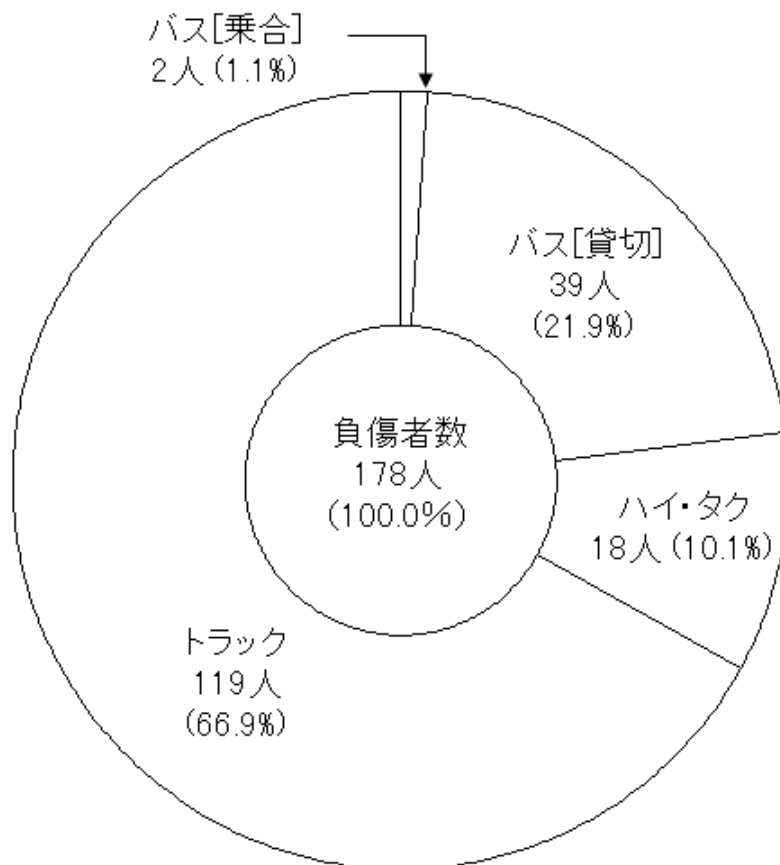 バス[乗合]
2人(1.1%)
バス[貸切]
39人
(21.9%)
負傷者数
178人
(100.0%)
ハイ・タク
18人(10.1%)
トラック
119人
(66.9%)